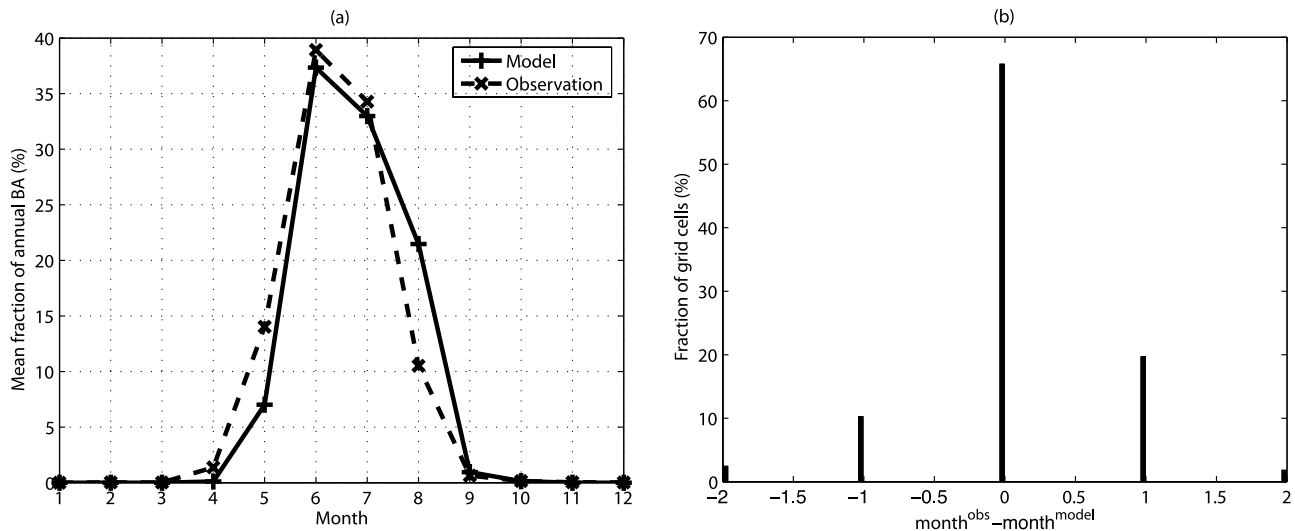 (a)
40
35
30
25
20
15
10
5
0
Mean fraction of annual BA (%)
Model
Observation
1 2 3 4 5 6 7 8 9 10 11 12
Month
(b)
70
60
50
40
30
20
10
0
Fraction of grid cells (%)
−2 −1.5 −1 −0.5 0 0.5 1 1.5 2
month^obs−month^model